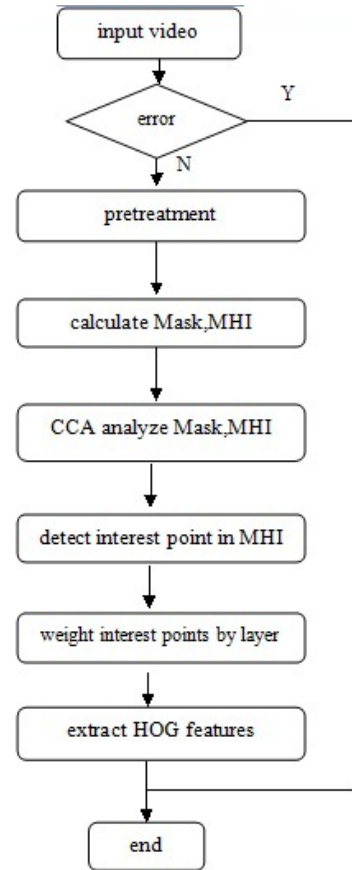 input video
error
Y
N
pretreatment
calculate Mask,MHI
CCA analyze Mask,MHI
detect interest point in MHI
weight interest points by layer
extract HOG features
end